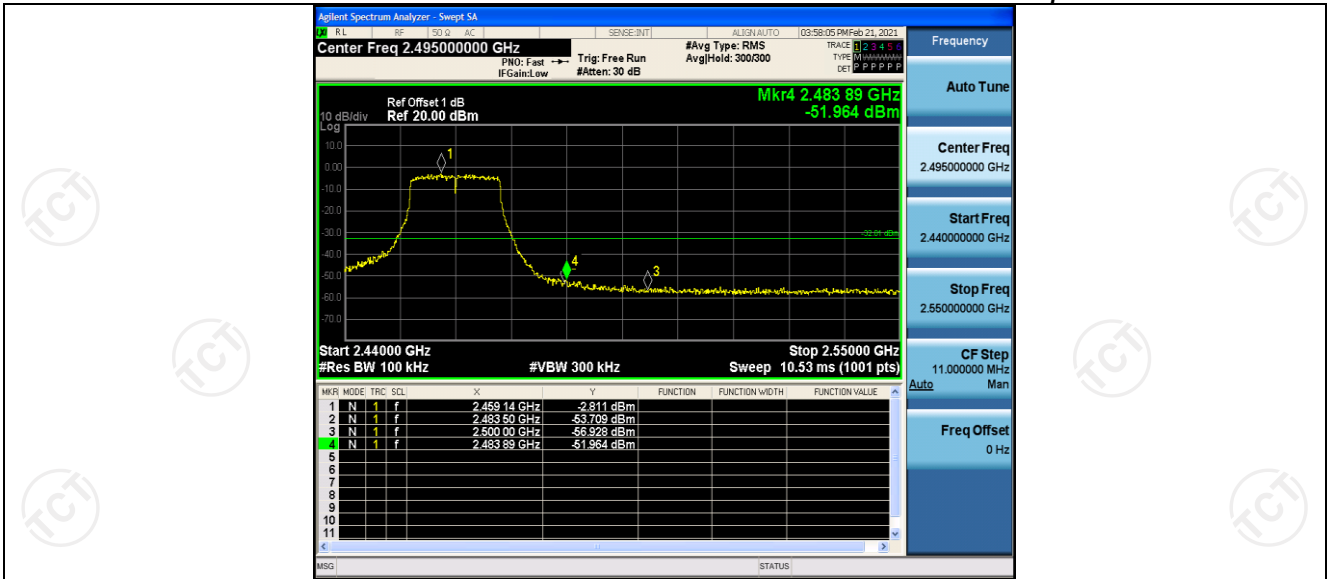 Agilent Spectrum Analyzer - Swept SA
RL RF 50 Ω AC SENSE:INT ALIGN AUTO 03:58:05 PM Feb 21, 2021
Center Freq 2.495000000 GHz
PNO: Fast
IFGain:Low
Trig: Free Run
#Atten: 30 dB
#Avg Type: RMS
Avg|Hold: 300/300
TRACE 1 2 3 4 5 6
TYPE M
DET P P P P P P
Frequency
Auto Tune
Center Freq
2.495000000 GHz
Start Freq
2.440000000 GHz
Stop Freq
2.550000000 GHz
CF Step
11.000000 MHz
Auto Man
Freq Offset
0 Hz
Mkr4 2.483 89 GHz
-51.964 dBm
Ref Offset 1 dB
Ref 20.00 dBm
10 dB/div
Log
10.0
0.00
-10.0
-20.0
-30.0
-40.0
-50.0
-60.0
-70.0
1
4
3
-32.81 dBm
Start 2.44000 GHz
Stop 2.55000 GHz
#Res BW 100 kHz
#VBW 300 kHz
Sweep 10.53 ms (1001 pts)
MKR MODE TRC SCL X Y FUNCTION FUNCTION WIDTH FUNCTION VALUE
1 N 1 f 2.459 14 GHz -2.811 dBm
2 N 1 f 2.483 50 GHz -53.709 dBm
3 N 1 f 2.500 00 GHz -56.928 dBm
4 N 1 f 2.483 89 GHz -51.964 dBm
5
6
7
8
9
10
11
MSG STATUS
TCT
TCT
TCT
TCT
TCT
TCT